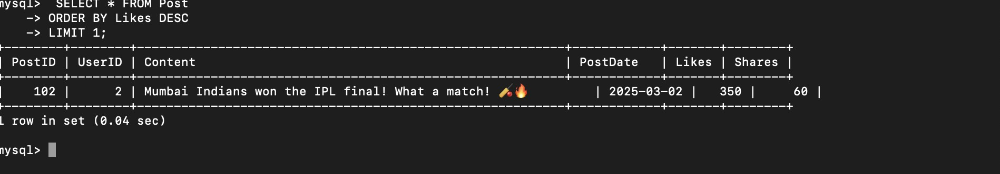 mysql>  SELECT * FROM Post
    -> ORDER BY Likes DESC
    -> LIMIT 1;
+--------+--------+----------------------------------------------------------+------------+-------+--------+
| PostID | UserID | Content                                                  | PostDate   | Likes | Shares |
+--------+--------+----------------------------------------------------------+------------+-------+--------+
|    102 |      2 | Mumbai Indians won the IPL final! What a match! 🏏🔥         | 2025-03-02 |   350 |     60 |
+--------+--------+----------------------------------------------------------+------------+-------+--------+
1 row in set (0.04 sec)
mysql>